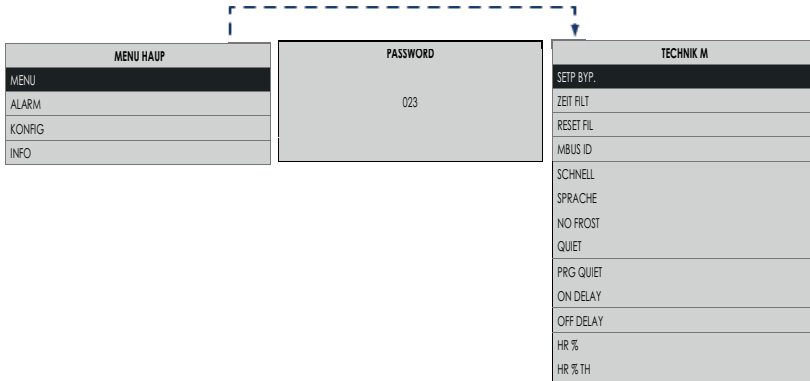 MENU HAUP
MENU
ALARM
KONFIG
INFO
PASSWORD
023
TECHNIK M
SETP BYP.
ZEIT FILT
RESET FIL
MBUS ID
SCHNELL
SPRACHE
NO FROST
QUIET
PRG QUIET
ON DELAY
OFF DELAY
HR %
HR % TH